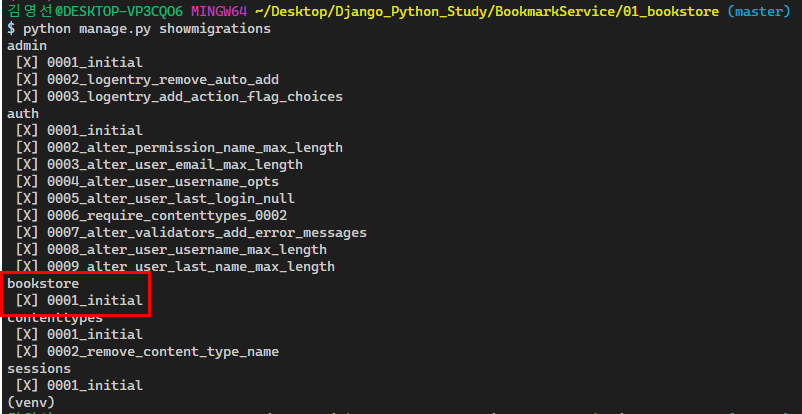 김영선@DESKTOP-VP3CQO6 MINGW64 ~/Desktop/Django_Python_Study/BookmarkService/01_bookstore (master)
$ python manage.py showmigrations
admin
 [X] 0001_initial
 [X] 0002_logentry_remove_auto_add
 [X] 0003_logentry_add_action_flag_choices
auth
 [X] 0001_initial
 [X] 0002_alter_permission_name_max_length
 [X] 0003_alter_user_email_max_length
 [X] 0004_alter_user_username_opts
 [X] 0005_alter_user_last_login_null
 [X] 0006_require_contenttypes_0002
 [X] 0007_alter_validators_add_error_messages
 [X] 0008_alter_user_username_max_length
 [X] 0009_alter_user_last_name_max_length
bookstore
 [X] 0001_initial
contenttypes
 [X] 0001_initial
 [X] 0002_remove_content_type_name
sessions
 [X] 0001_initial
(venv)